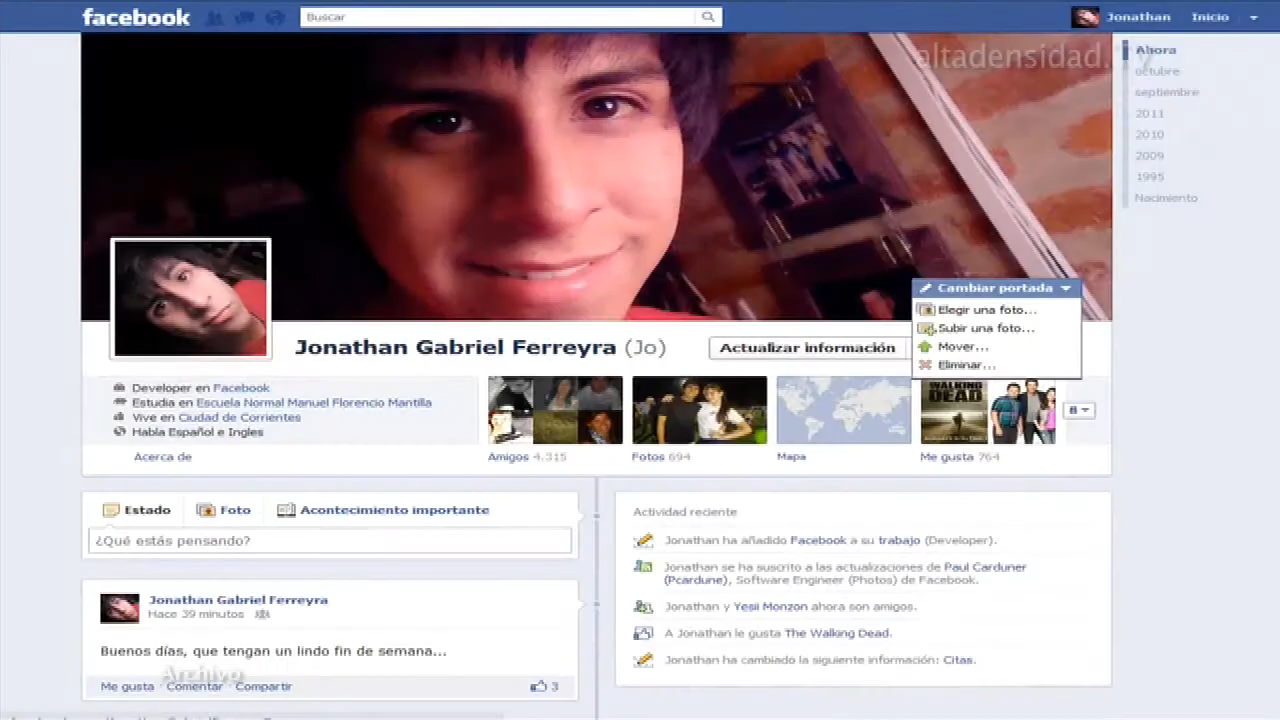 facebook
Buscar
Jonathan
Inicio
altadensidad.
Ahora
octubre
septiembre
2011
2010
2009
1995
Nacimiento
Cambiar portada
Elegir una foto...
Subir una foto...
Mover...
Eliminar...
Jonathan Gabriel Ferreyra (Jo)
Actualizar información
Developer en Facebook
Estudia en Escuela Normal Manuel Florencio Mantilla
Vive en Ciudad de Corrientes
Habla Español e Ingles
Acerca de
Amigos 4.315
Fotos 694
Mapa
WALKING
DEAD
8
Me gusta 764
Estado
Foto
Acontecimiento importante
¿Qué estás pensando?
Jonathan Gabriel Ferreyra
Hace 39 minutos
Buenos días, que tengan un lindo fin de semana...
Archivo
Me gusta · Comentar · Compartir
3
Actividad reciente
Jonathan ha añadido Facebook a su trabajo (Developer).
Jonathan se ha suscrito a las actualizaciones de Paul Carduner
(Pcardune), Software Engineer (Photos) de Facebook.
Jonathan y Yesii Monzon ahora son amigos.
A Jonathan le gusta The Walking Dead.
Jonathan ha cambiado la siguiente información: Citas.